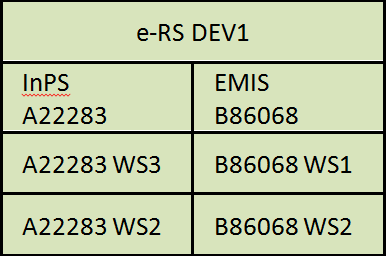 e-RS DEV1
InPS EMIS
A22283 B86068
A22283 WS3 B86068 WS1
A22283 WS2 B86068 WS2